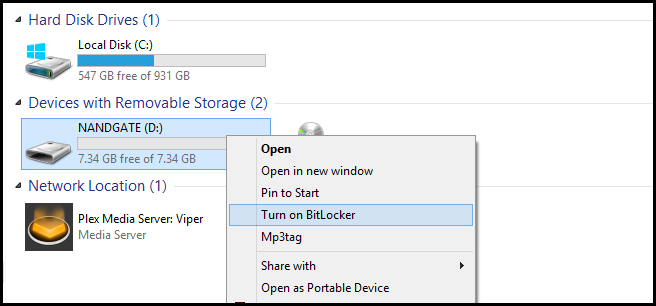 Hard Disk Drives (1)
Local Disk (C:)
547 GB free of 931 GB
Devices with Removable Storage (2)
NANDGATE (D:)
7.34 GB free of 7.34 GB
Open
Open in new window
Pin to Start
Turn on BitLocker
Mp3tag
Share with
Open as Portable Device
Network Location (1)
Plex Media Server: Viper
Media Server